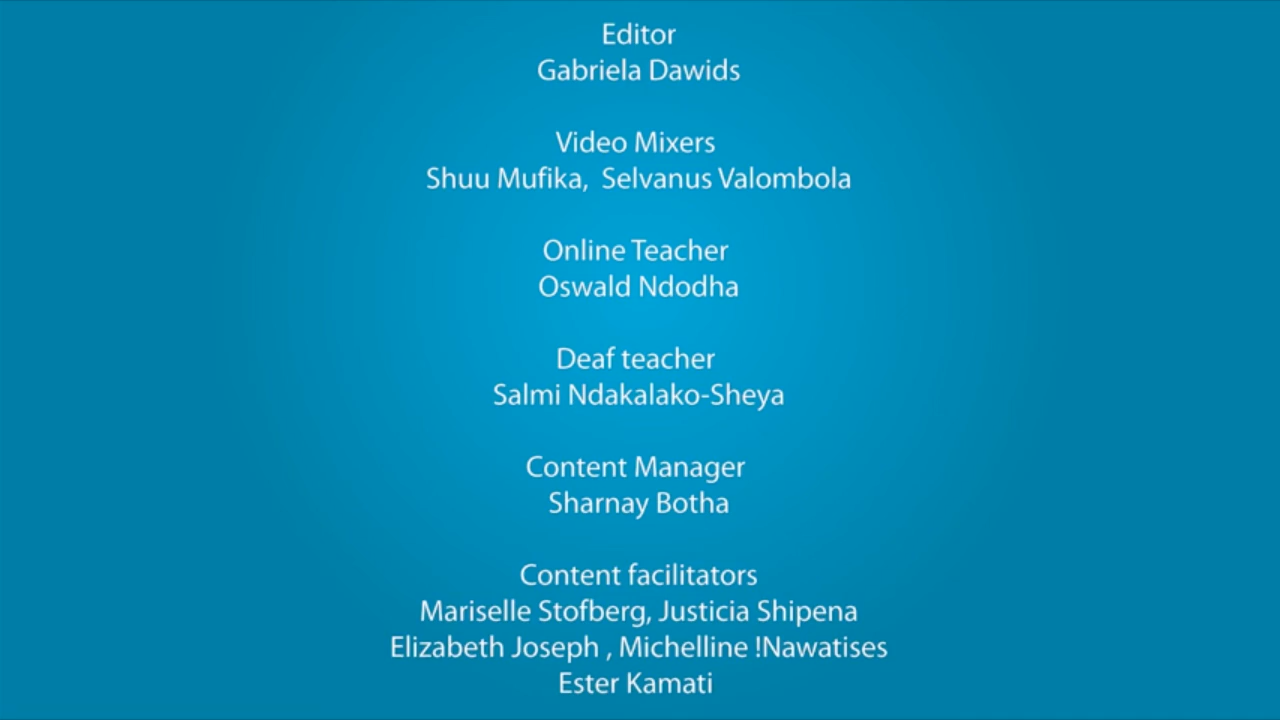 Editor
Gabriela Dawids
Video Mixers
Shuu Mufika,  Selvanus Valombola
Online Teacher
Oswald Ndodha
Deaf teacher
Salmi Ndakalako-Sheya
Content Manager
Sharnay Botha
Content facilitators
Mariselle Stofberg, Justicia Shipena
Elizabeth Joseph , Michelline !Nawatises
Ester Kamati